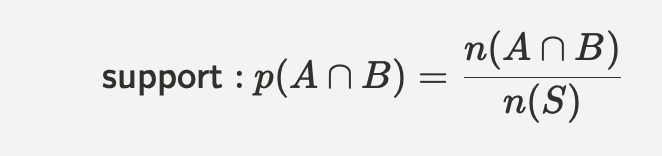 support : p(A ∩ B) = n(A ∩ B) / n(S)